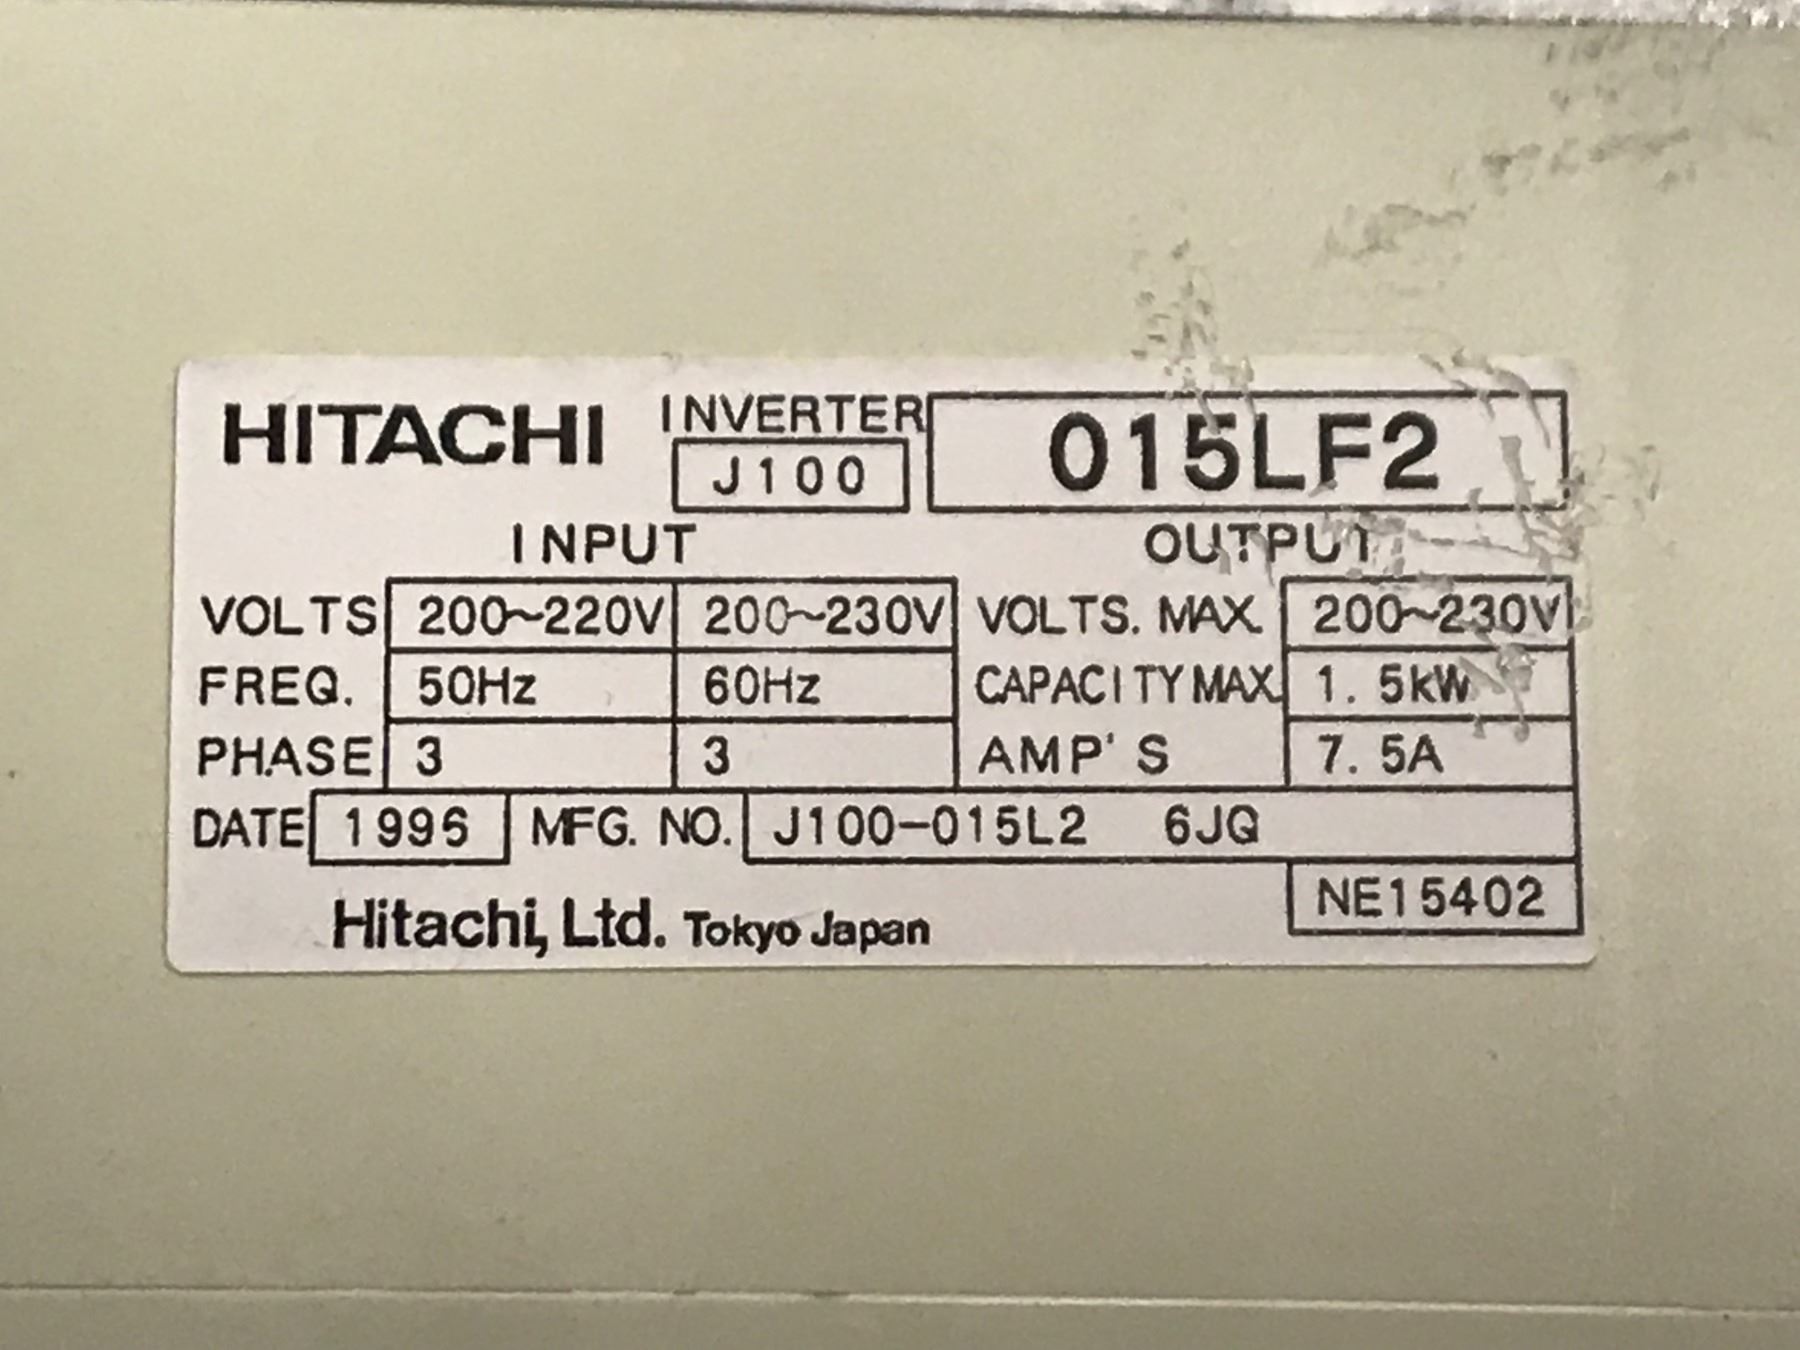 HITACHI INVERTER J100 015LF2
INPUT OUTPUT
VOLTS 200~220V 200~230V VOLTS. MAX. 200~230V
FREQ. 50Hz 60Hz CAPACITY MAX. 1.5kW
PHASE 3 3 AMP'S 7.5A
DATE 1996 MFG. NO. J100-015L2 6JQ
NE15402
Hitachi, Ltd. Tokyo Japan